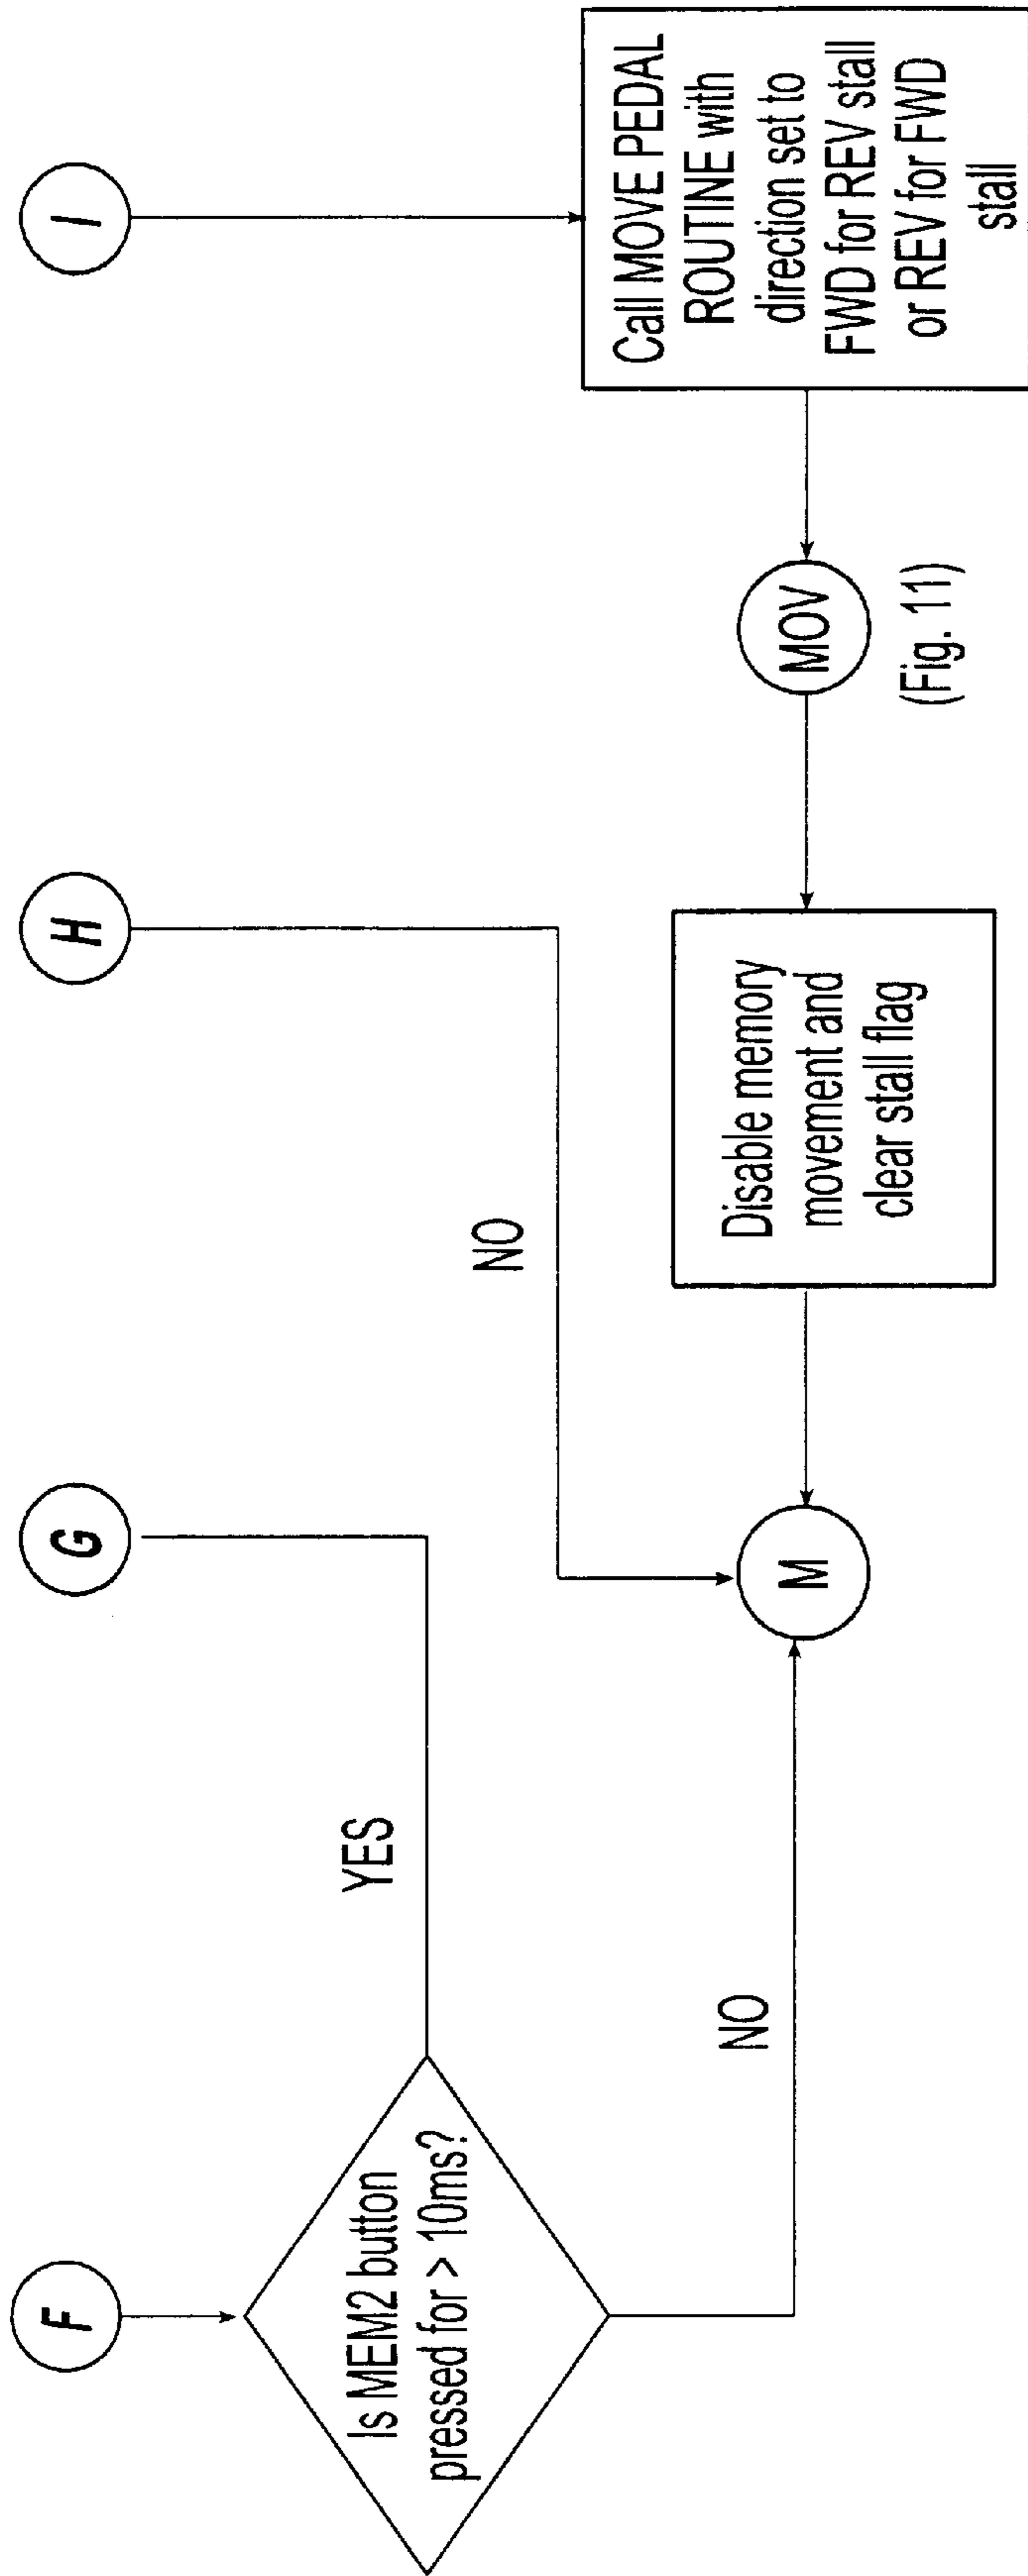 F
G
H
I
Is MEM2 button
pressed for > 10ms?
YES
NO
NO
M
Disable memory
movement and
clear stall flag
MOV
(Fig. 11)
Call MOVE PEDAL
ROUTINE with
direction set to
FWD for REV stall
or REV for FWD
stall